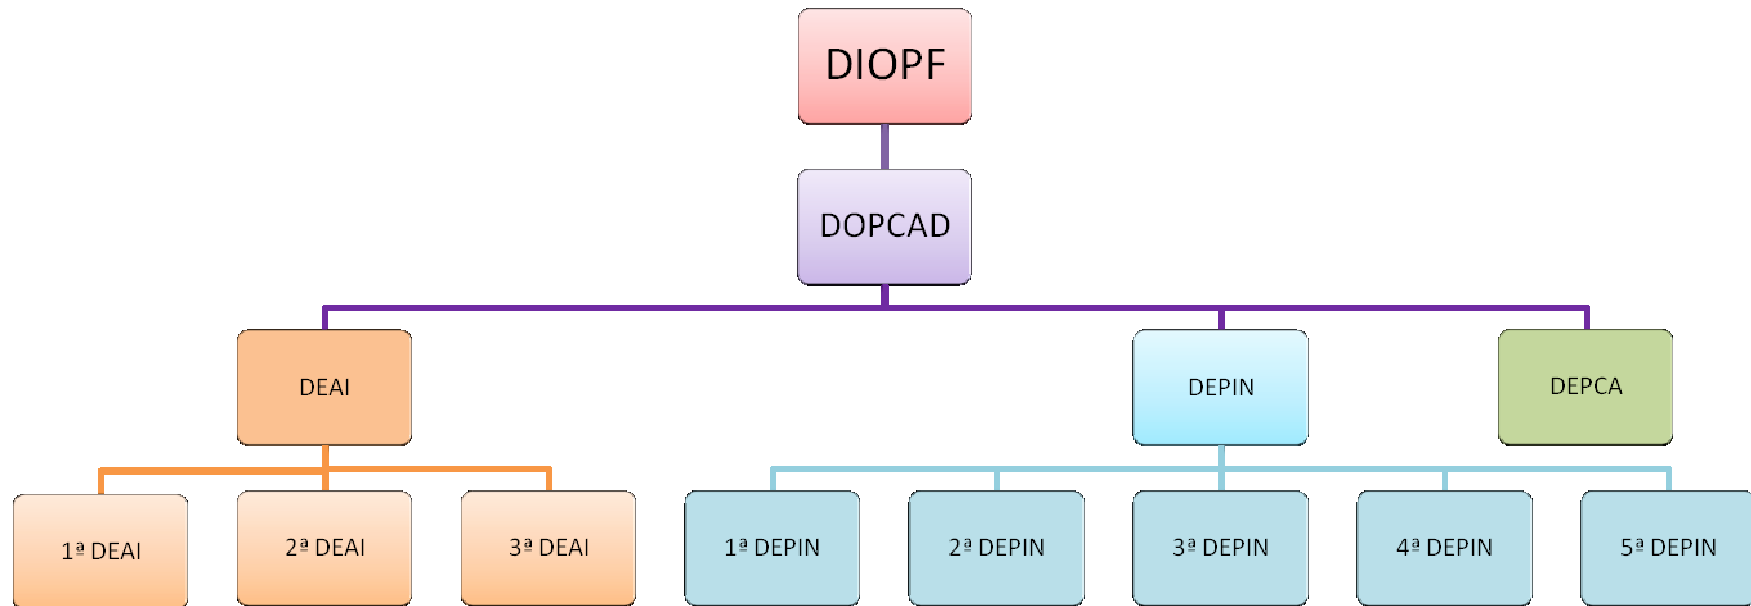 DIOPF
DOPCAD
DEAI
DEPIN
DEPCA
1ª DEAI
2ª DEAI
3ª DEAI
1ª DEPIN
2ª DEPIN
3ª DEPIN
4ª DEPIN
5ª DEPIN